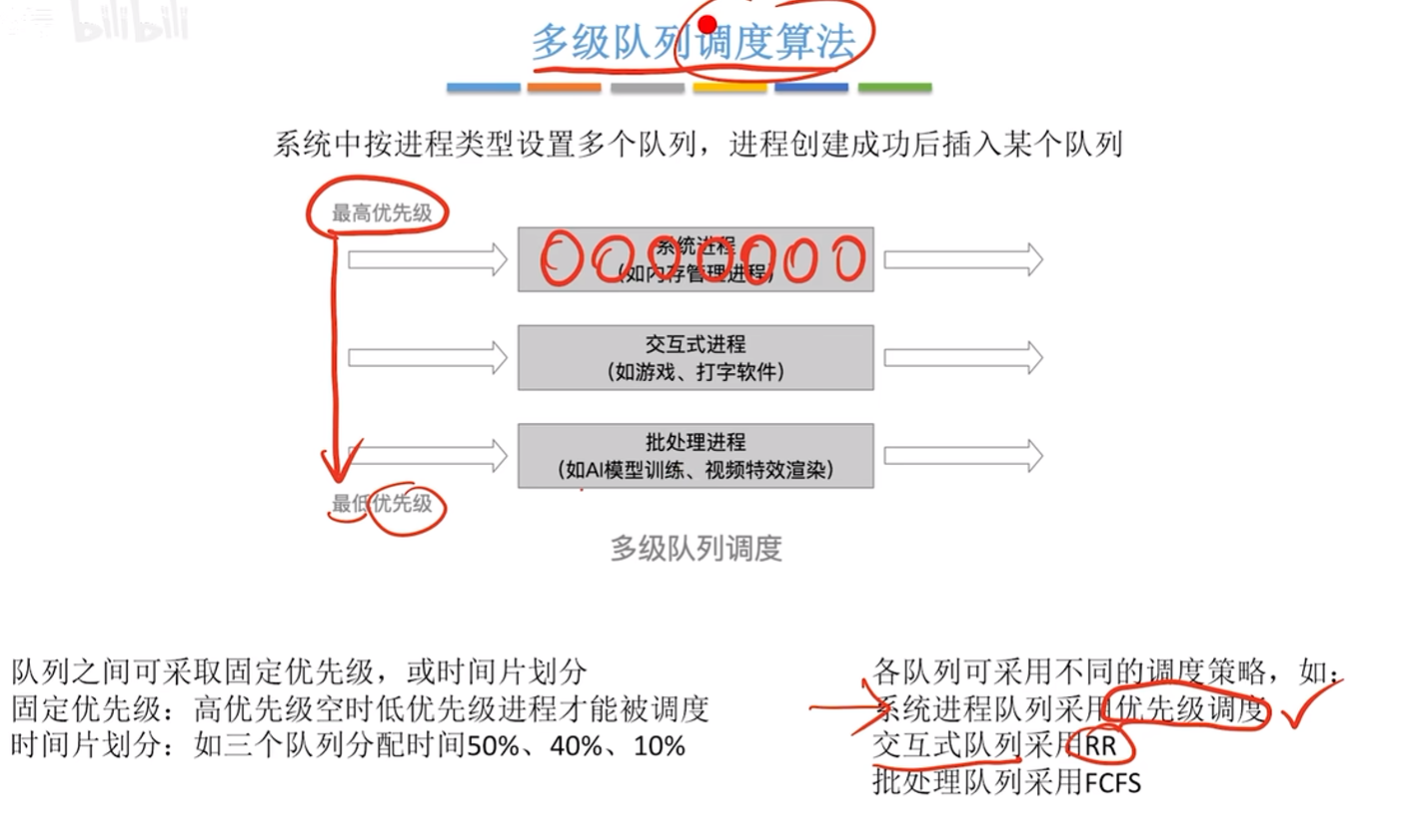 bilibili
多级队列调度算法
系统中按进程类型设置多个队列，进程创建成功后插入某个队列
最高优先级
系统进程
（如内存管理进程）
交互式进程
（如游戏、打字软件）
批处理进程
（如AI模型训练、视频特效渲染）
最低优先级
多级队列调度
队列之间可采取固定优先级，或时间片划分
固定优先级：高优先级空时低优先级进程才能被调度
时间片划分：如三个队列分配时间50%、40%、10%
各队列可采用不同的调度策略，如：
系统进程队列采用优先级调度
交互式队列采用RR
批处理队列采用FCFS